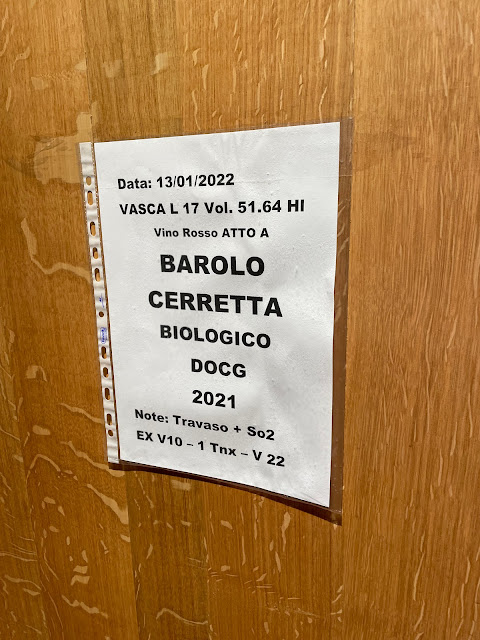 Data: 13/01/2022
VASCA L 17 Vol. 51.64 Hl
Vino Rosso ATTO A
BAROLO
CERRETTA
BIOLOGICO
DOCG
2021
Note: Travaso + So2
EX V10 – 1 Tnx – V 22